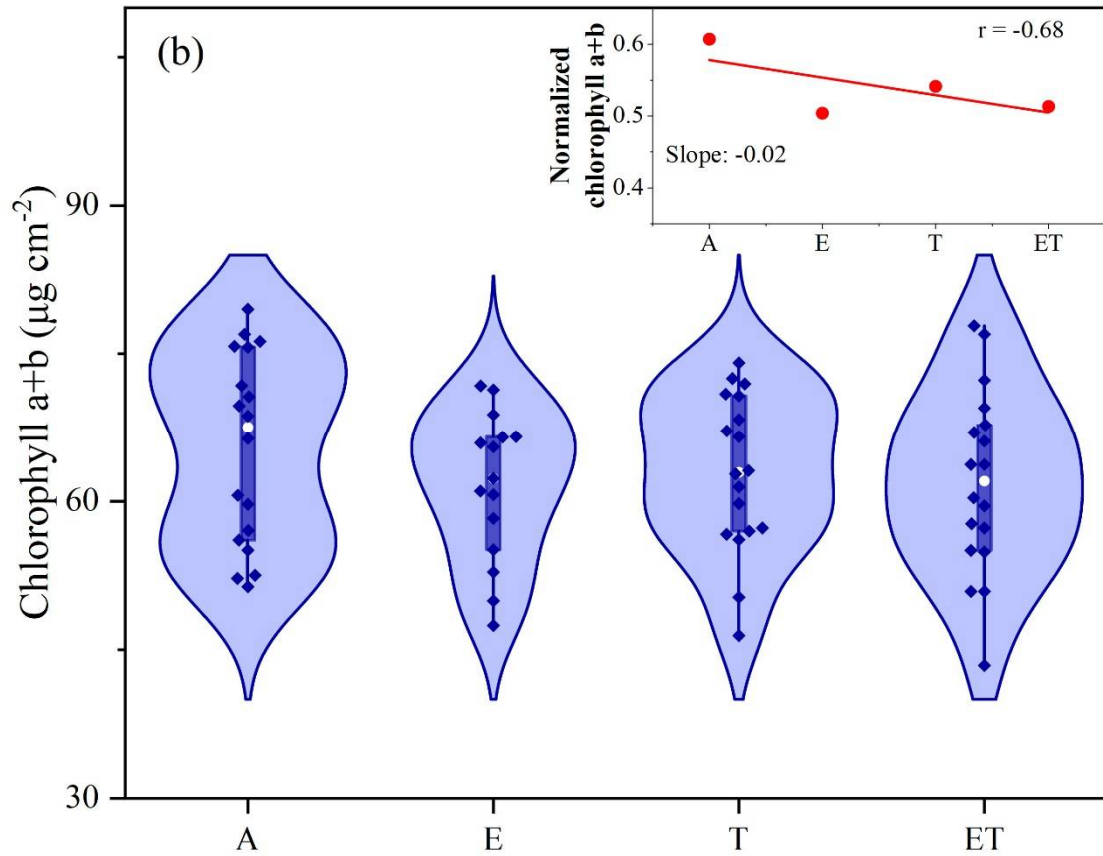 (b)
Chlorophyll a+b (µg cm⁻²)
90
60
30
A E T ET
Normalized
chlorophyll a+b
0.6
0.5
0.4
r = -0.68
Slope: -0.02
A E T ET